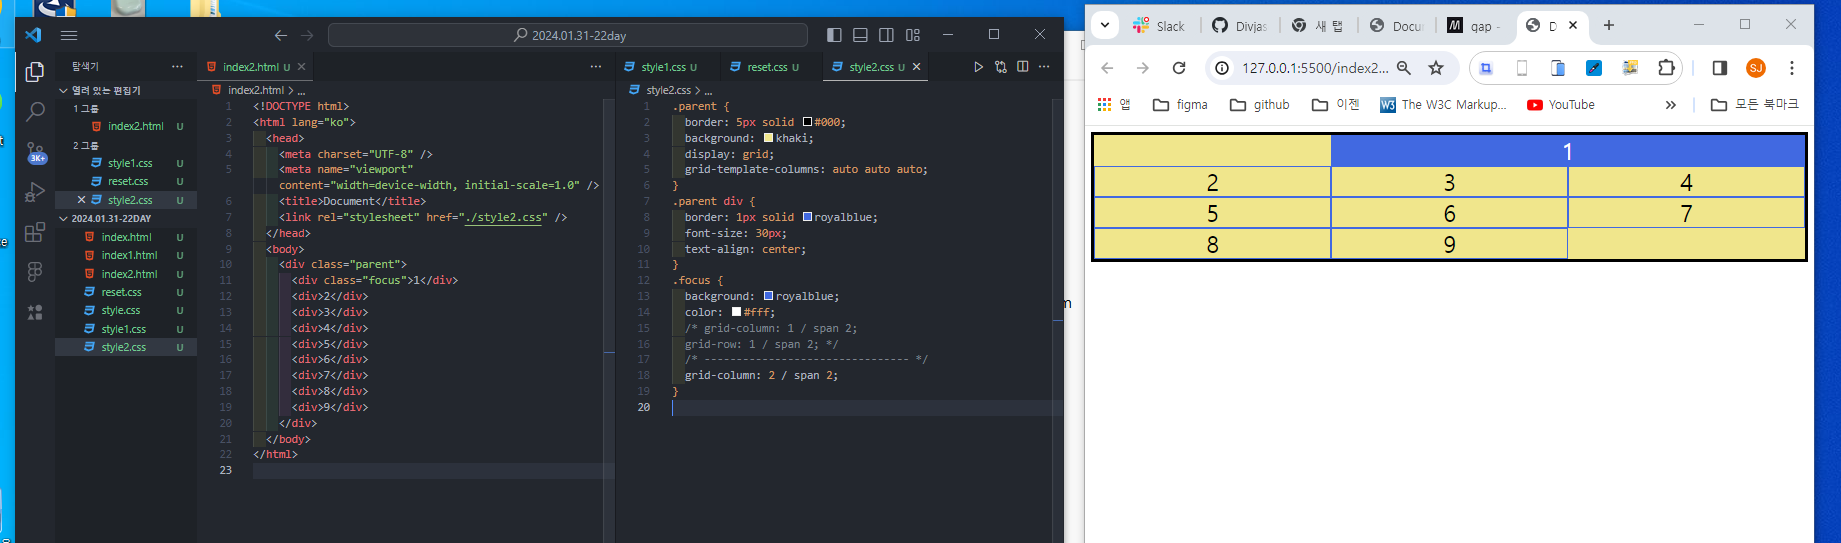 2024.01.31-22day
탐색기
열려 있는 편집기
1 그룹
index2.html U
2 그룹
style1.css U
reset.css U
style2.css U
2024.01.31-22DAY
index.html U
index1.html U
index2.html U
reset.css U
style.css U
style1.css U
style2.css U
3K+
index2.html U
index2.html > ...
1 <!DOCTYPE html>
2 <html lang="ko">
3 <head>
4 <meta charset="UTF-8" />
5 <meta name="viewport"
content="width=device-width, initial-scale=1.0" />
6 <title>Document</title>
7 <link rel="stylesheet" href="./style2.css" />
8 </head>
9 <body>
10 <div class="parent">
11 <div class="focus">1</div>
12 <div>2</div>
13 <div>3</div>
14 <div>4</div>
15 <div>5</div>
16 <div>6</div>
17 <div>7</div>
18 <div>8</div>
19 <div>9</div>
20 </div>
21 </body>
22 </html>
23
style1.css U reset.css U style2.css U
style2.css > ...
1 .parent {
2 border: 5px solid #000;
3 background: khaki;
4 display: grid;
5 grid-template-columns: auto auto auto;
6 }
7 .parent div {
8 border: 1px solid royalblue;
9 font-size: 30px;
10 text-align: center;
11 }
12 .focus {
13 background: royalblue;
14 color: #fff;
15 /* grid-column: 1 / span 2;
16 grid-row: 1 / span 2; */
17 /* -------------------------------- */
18 grid-column: 2 / span 2;
19 }
20
Slack Divjas 새 탭 Docu gap - D
127.0.0.1:5500/index2... SJ
앱 figma github 이젠 W3 The W3C Markup... YouTube » 모든 북마크
1
2 3 4
5 6 7
8 9